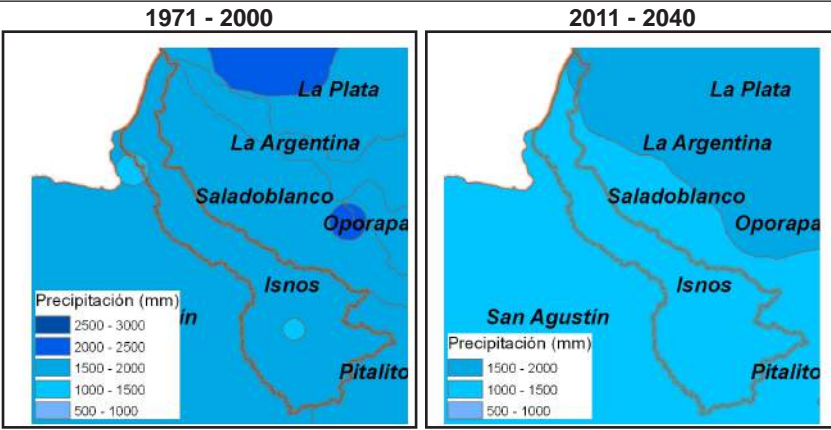 1971 - 2000
La Plata
La Argentina
Saladoblanco
Oporapa
Isnos
ín
Pitalito
Precipitación (mm)
2500 - 3000
2000 - 2500
1500 - 2000
1000 - 1500
500 - 1000
2011 - 2040
La Plata
La Argentina
Saladoblanco
Oporapa
Isnos
San Agustín
Pitalito
Precipitación (mm)
1500 - 2000
1000 - 1500
500 - 1000